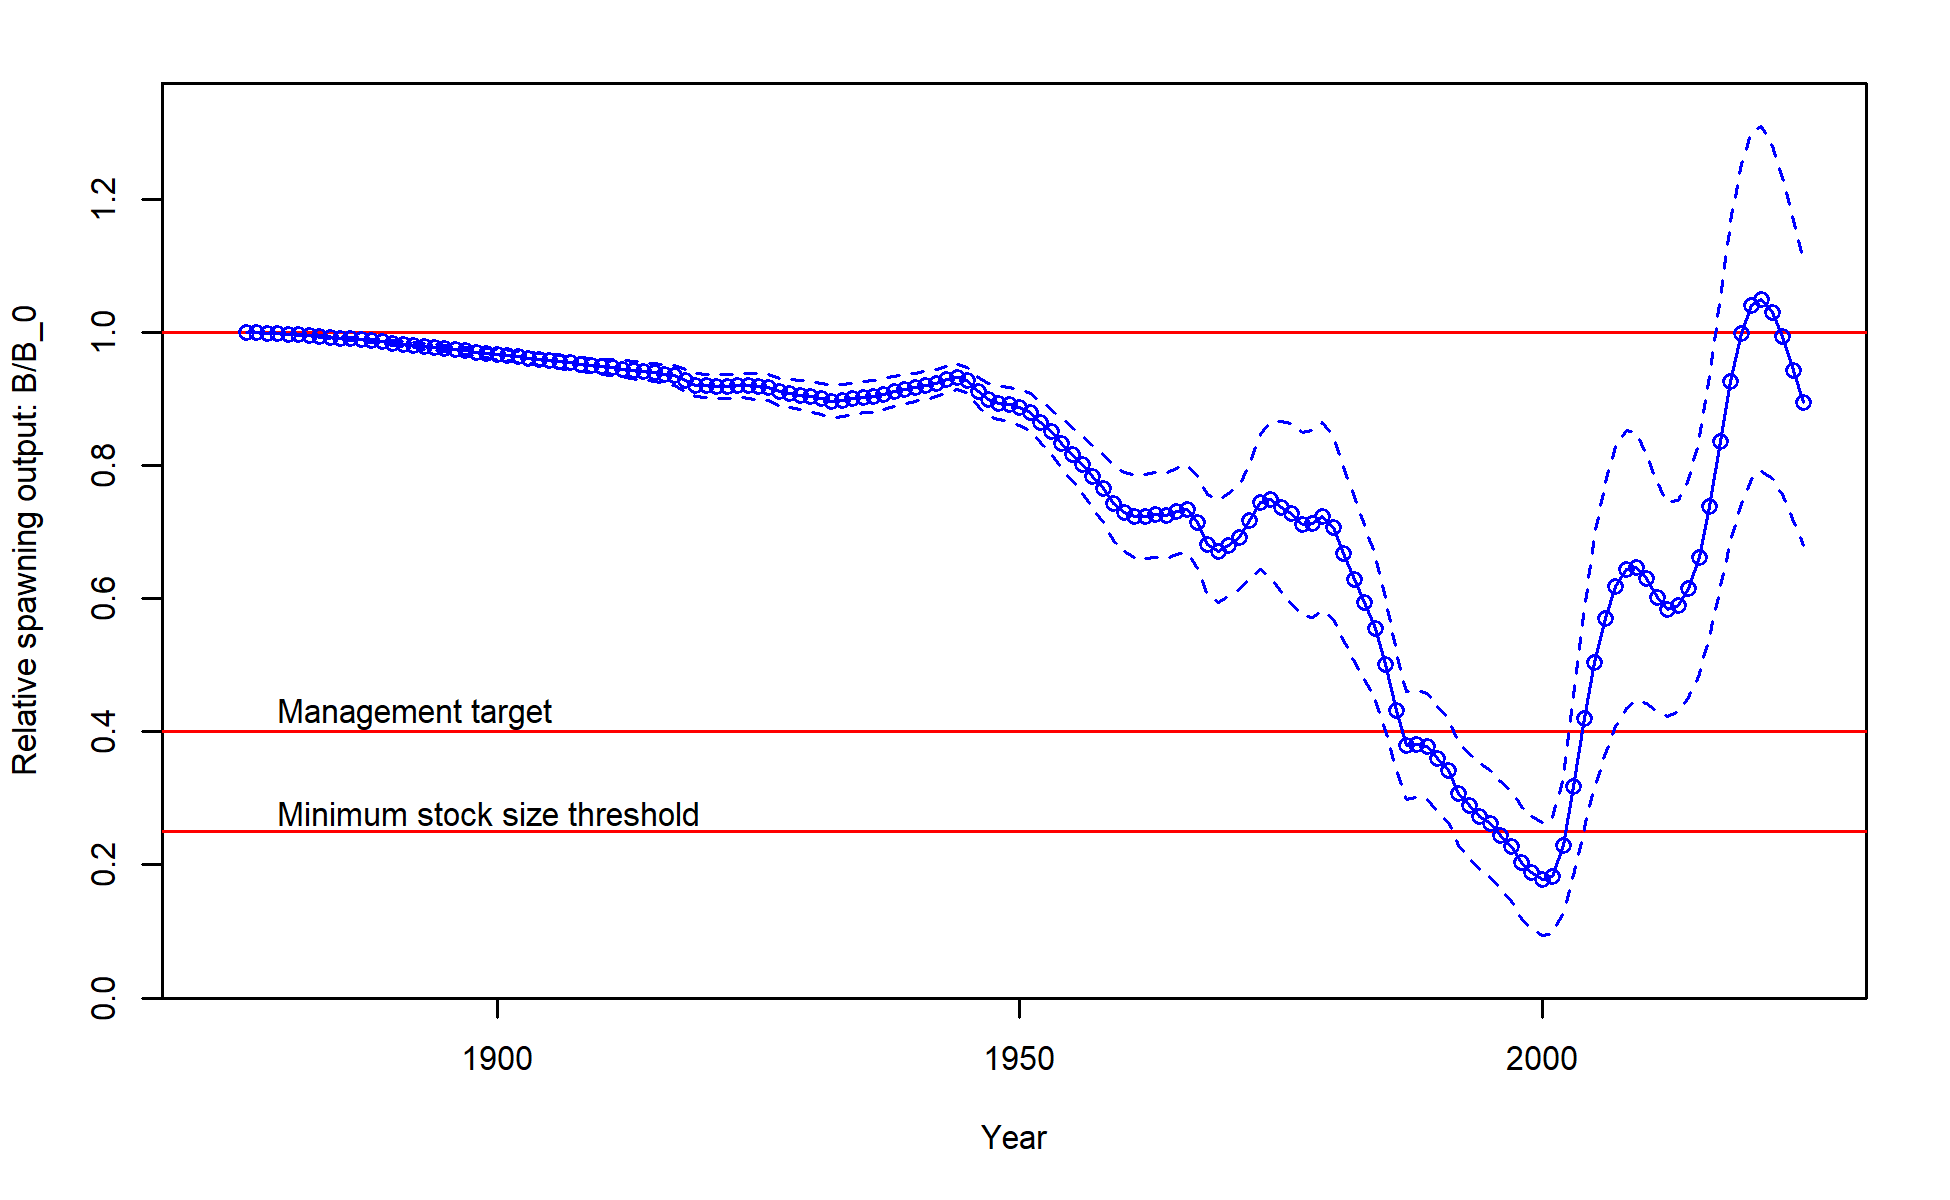 Relative spawning output: B/B_0
1.2
1.0
0.8
0.6
0.4
0.2
0.0
Management target
Minimum stock size threshold
1900
1950
2000
Year